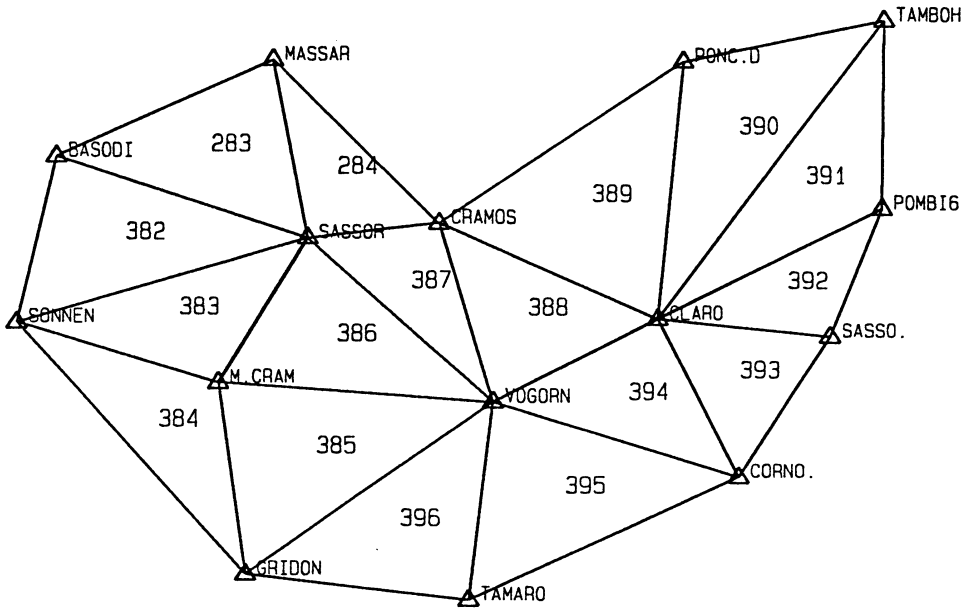 TAMBOH
MASSAR
PONC.D
390
283
BASODI
284
391
389
POMBI6
CRAMOS
382
SASSOR
387
392
383
388
SONNEN
CLARO
386
SASSO.
M.CRAM
393
394
VOGORN
384
385
CORNO.
395
396
GRIDON
TAMARO